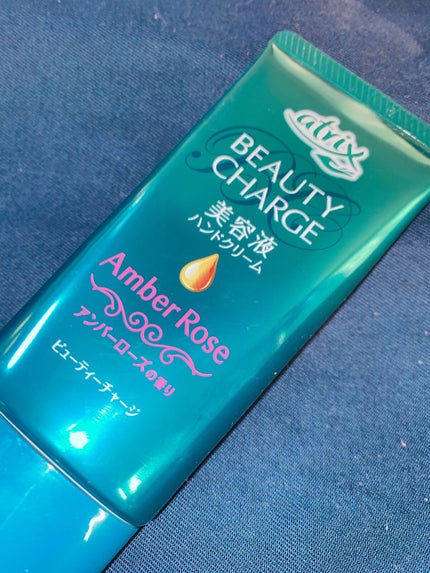 atrix
BEAUTY
CHARGE
美容液
ハンドクリーム
Amber Rose
アンバーローズの香り
ビューティーチャージ